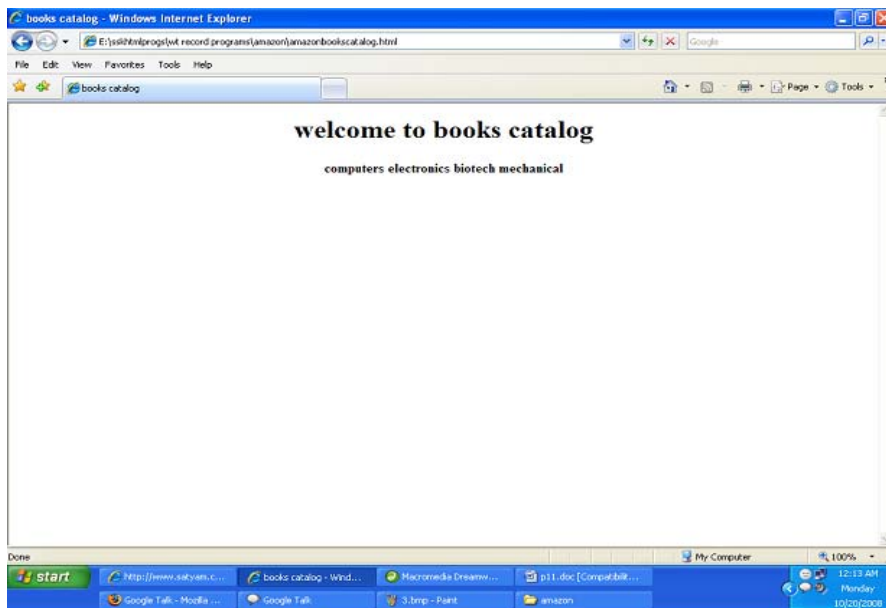 books catalog - Windows Internet Explorer
E:\sskhtmlprogs\wt record programs\amazon\amazonbookscatalog.html
Google
File Edit View Favorites Tools Help
books catalog
Page Tools
welcome to books catalog
computers electronics biotech mechanical
Done
My Computer
100%
start
http://www.satyam.c...
books catalog - Wind...
Macromedia Dreamw...
p11.doc [Compatibilit...
12:13 AM
Google Talk - Mozilla ...
Google Talk
3.bmp - Paint
amazon
Monday
10/20/2008